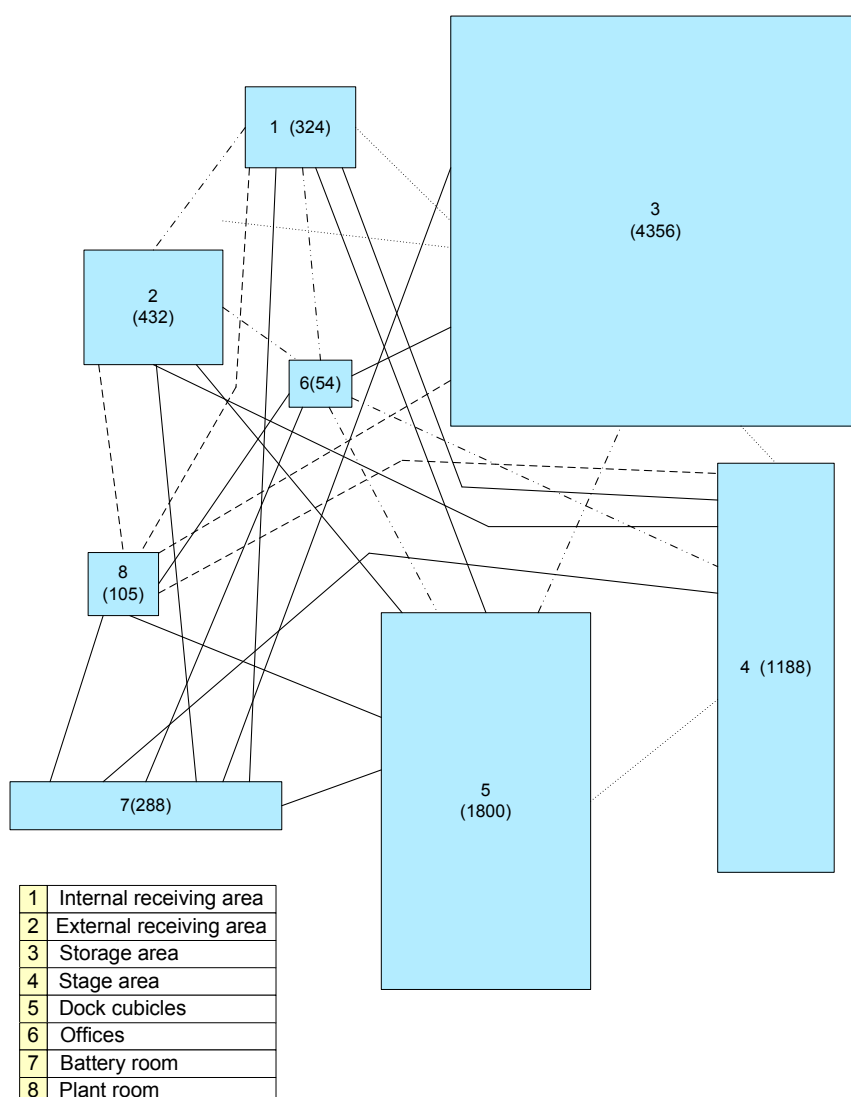 1 (324)
3
(4356)
2
(432)
6(54)
8
(105)
4 (1188)
5
(1800)
7(288)
1 Internal receiving area
2 External receiving area
3 Storage area
4 Stage area
5 Dock cubicles
6 Offices
7 Battery room
8 Plant room